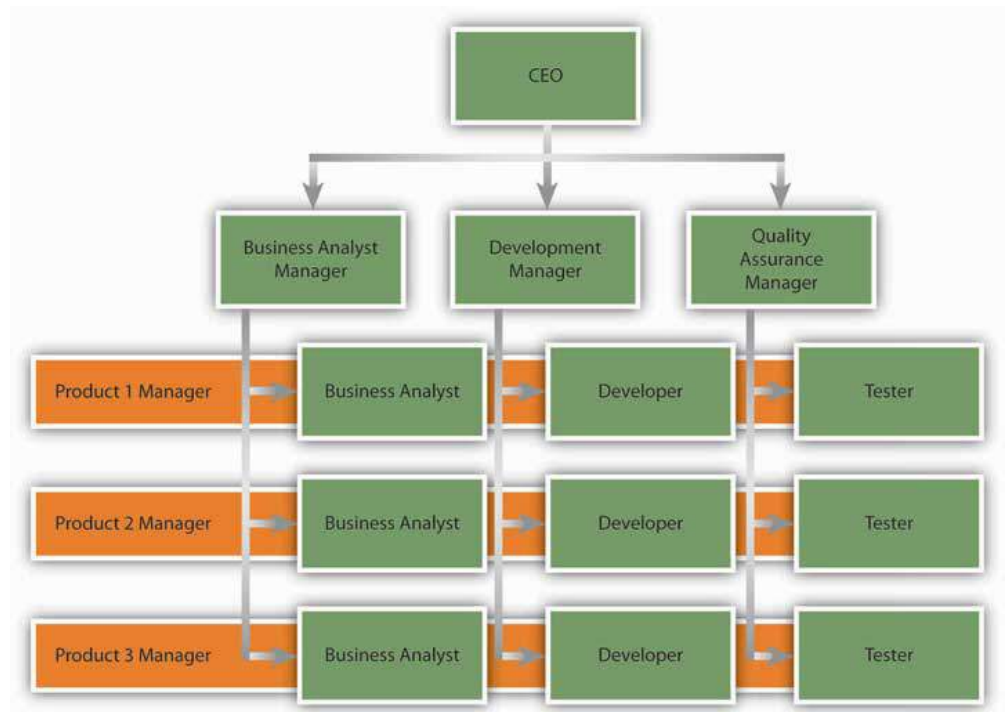 CEO
Business Analyst
Manager
Development
Manager
Quality
Assurance
Manager
Product 1 Manager
Business Analyst
Developer
Tester
Product 2 Manager
Business Analyst
Developer
Tester
Product 3 Manager
Business Analyst
Developer
Tester